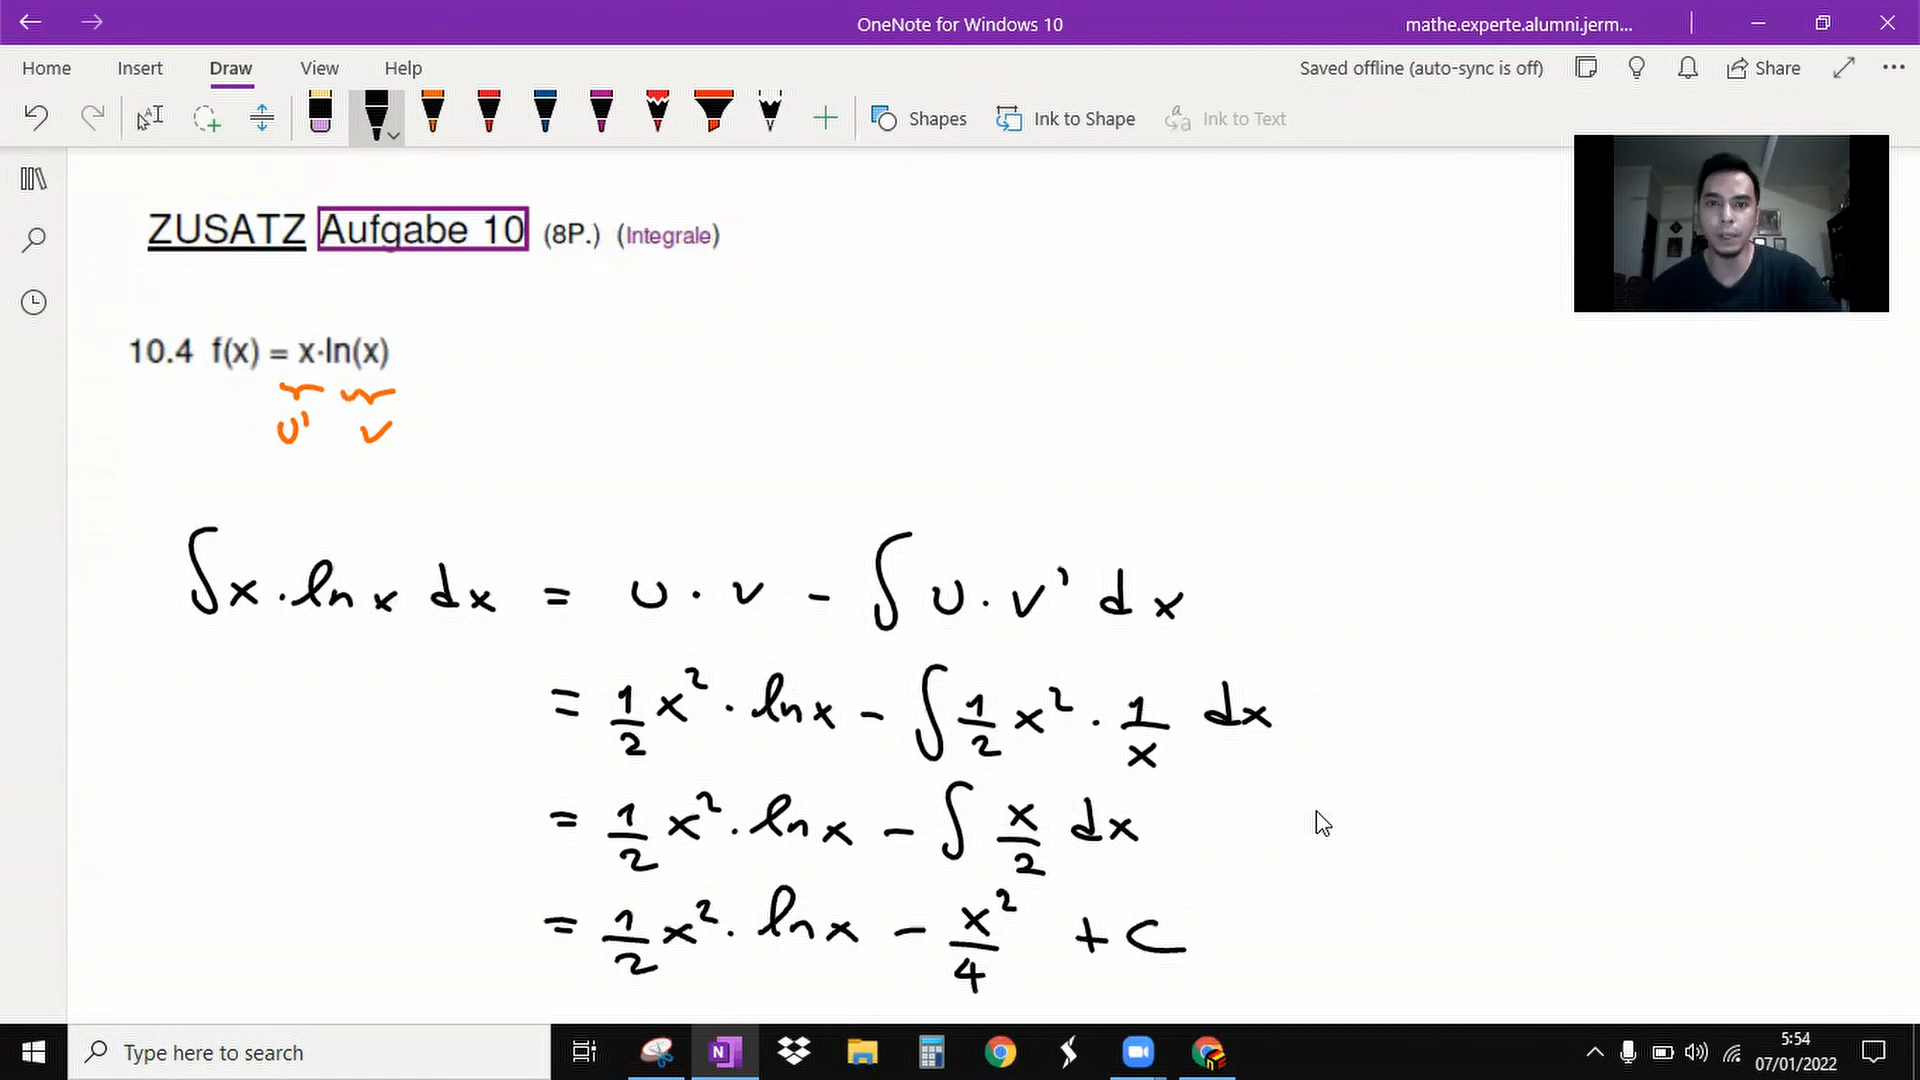 OneNote for Windows 10
mathe.experte.alumni.jerm...
Home Insert Draw View Help
Saved offline (auto-sync is off) Share
Shapes Ink to Shape Ink to Text
ZUSATZ Aufgabe 10 (8P.) (Integrale)
10.4 f(x) = x·ln(x)
u' v
∫x · ln x dx = u · v - ∫ u · v' dx
= 1/2 x² · ln x - ∫ 1/2 x² · 1/x dx
= 1/2 x² · ln x - ∫ x/2 dx
= 1/2 x² · ln x - x²/4 + C
Type here to search
5:54
07/01/2022